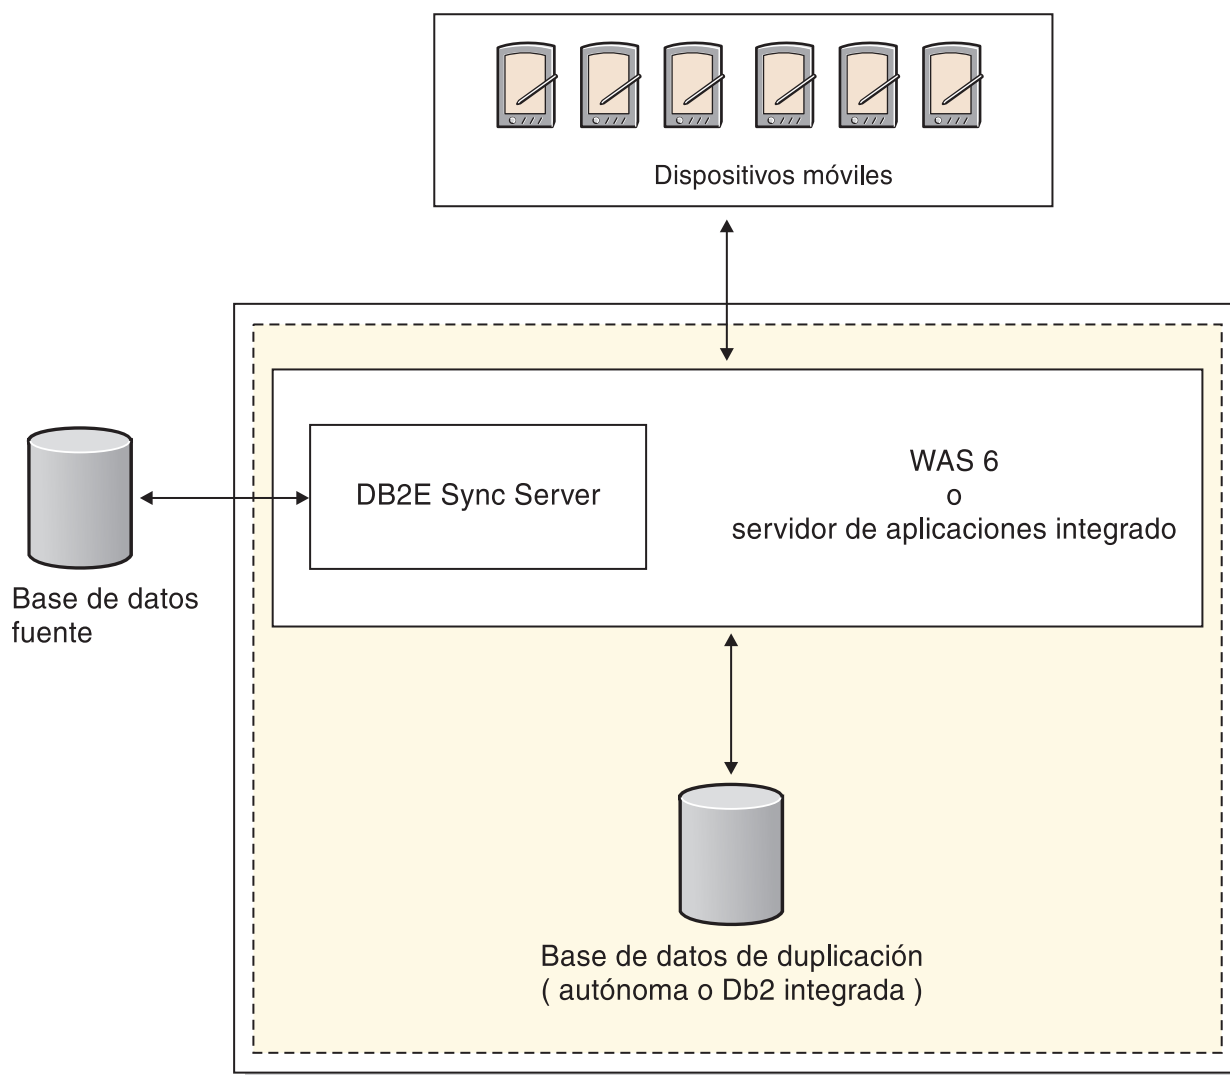 Dispositivos móviles
DB2E Sync Server
WAS 6
o
servidor de aplicaciones integrado
Base de datos
fuente
Base de datos de duplicación
( autónoma o Db2 integrada )